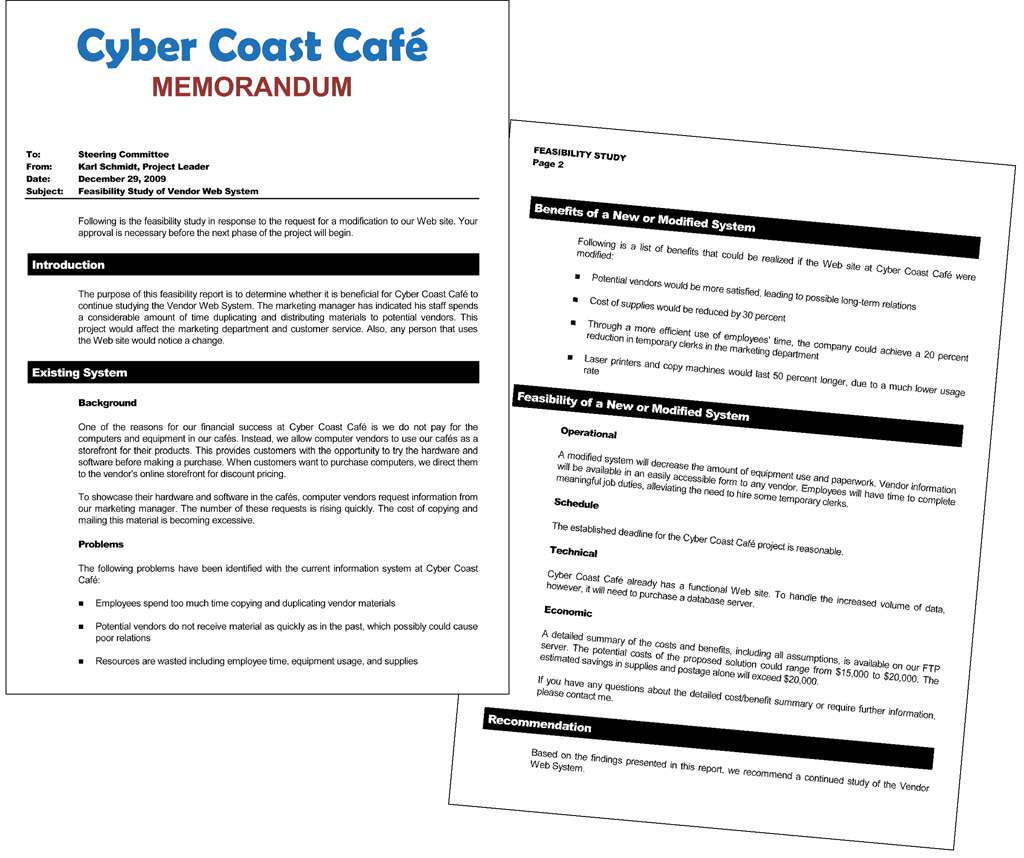 Cyber Coast Café
MEMORANDUM
To: Steering Committee
From: Karl Schmidt, Project Leader
Date: December 29, 2009
Subject: Feasibility Study of Vendor Web System
Following is the feasibility study in response to the request for a modification to our Web site. Your
approval is necessary before the next phase of the project will begin.
Introduction
The purpose of this feasibility report is to determine whether it is beneficial for Cyber Coast Café to
continue studying the Vendor Web System. The marketing manager has indicated his staff spends
a considerable amount of time duplicating and distributing materials to potential vendors. This
project would affect the marketing department and customer service. Also, any person that uses
the Web site would notice a change.
Existing System
Background
One of the reasons for our financial success at Cyber Coast Café is we do not pay for the
computers and equipment in our cafés. Instead, we allow computer vendors to use our cafés as a
storefront for their products. This provides customers with the opportunity to try the hardware and
software before making a purchase. When customers want to purchase computers, we direct them
to the vendor's online storefront for discount pricing.
To showcase their hardware and software in the cafés, computer vendors request information from
our marketing manager. The number of these requests is rising quickly. The cost of copying and
mailing this material is becoming excessive.
Problems
The following problems have been identified with the current information system at Cyber Coast
Café:
■ Employees spend too much time copying and duplicating vendor materials
■ Potential vendors do not receive material as quickly as in the past, which possibly could cause
poor relations
■ Resources are wasted including employee time, equipment usage, and supplies
FEASIBILITY STUDY
Page 2
Benefits of a New or Modified System
Following is a list of benefits that could be realized if the Web site at Cyber Coast Café were
modified:
■ Potential vendors would be more satisfied, leading to possible long-term relations
■ Cost of supplies would be reduced by 30 percent
■ Through a more efficient use of employees' time, the company could achieve a 20 percent
reduction in temporary clerks in the marketing department
■ Laser printers and copy machines would last 50 percent longer, due to a much lower usage
rate
Feasibility of a New or Modified System
Operational
A modified system will decrease the amount of equipment use and paperwork. Vendor information
will be available in an easily accessible form to any vendor. Employees will have time to complete
meaningful job duties, alleviating the need to hire some temporary clerks.
Schedule
The established deadline for the Cyber Coast Café project is reasonable.
Technical
Cyber Coast Café already has a functional Web site. To handle the increased volume of data,
however, it will need to purchase a database server.
Economic
A detailed summary of the costs and benefits, including all assumptions, is available on our FTP
server. The potential costs of the proposed solution could range from $15,000 to $20,000. The
estimated savings in supplies and postage alone will exceed $20,000.
If you have any questions about the detailed cost/benefit summary or require further information,
please contact me.
Recommendation
Based on the findings presented in this report, we recommend a continued study of the Vendor
Web System.